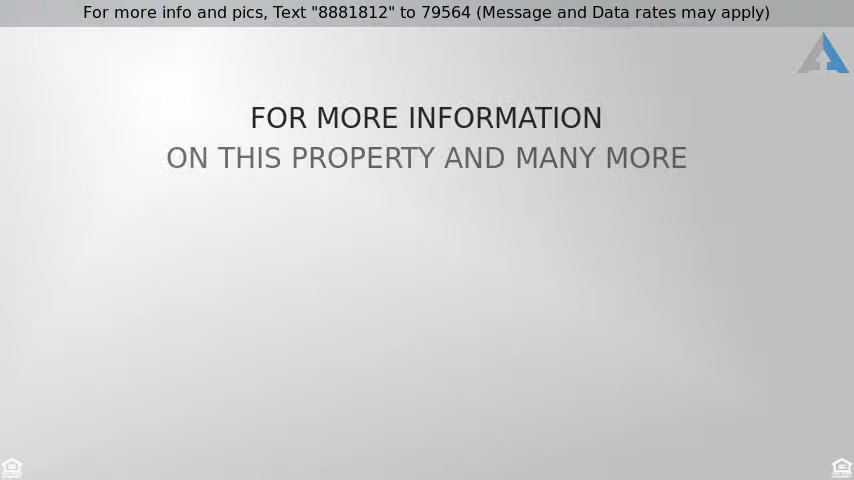 For more info and pics, Text "8881812" to 79564 (Message and Data rates may apply)
FOR MORE INFORMATION
ON THIS PROPERTY AND MANY MORE